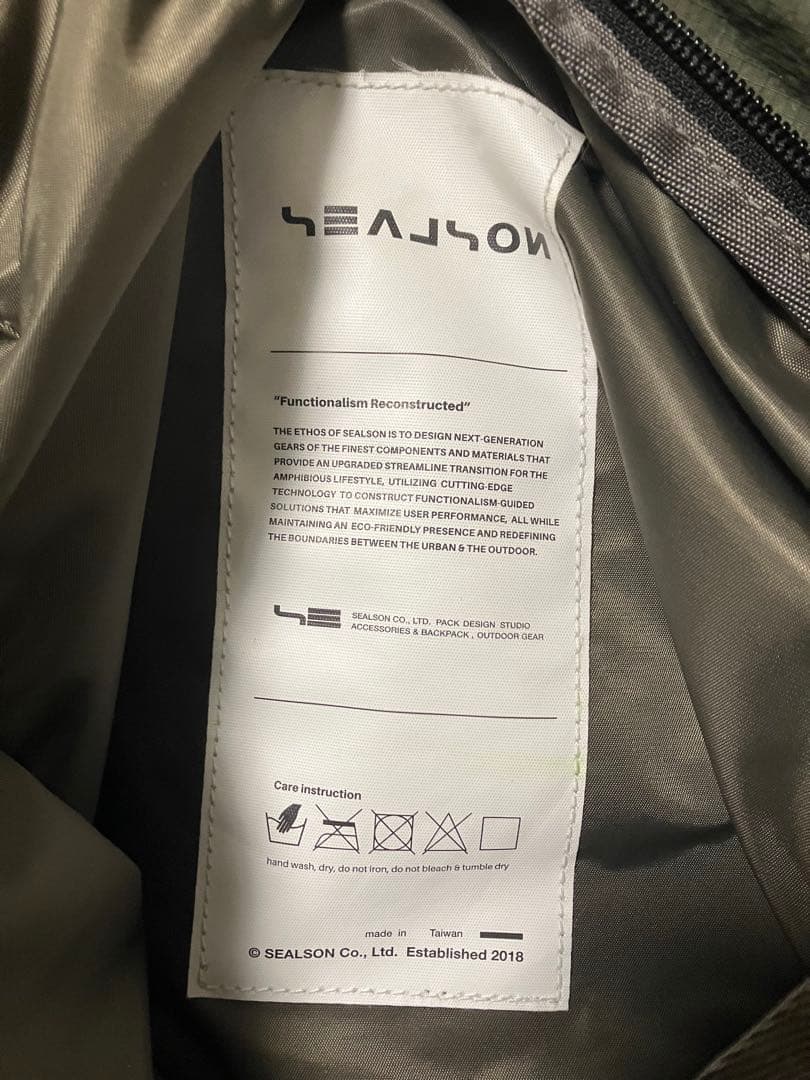 SEALSON
"Functionalism Reconstructed"
THE ETHOS OF SEALSON IS TO DESIGN NEXT-GENERATION
GEARS OF THE FINEST COMPONENTS AND MATERIALS THAT
PROVIDE AN UPGRADED STREAMLINE TRANSITION FOR THE
AMPHIBIOUS LIFESTYLE, UTILIZING CUTTING-EDGE
TECHNOLOGY TO CONSTRUCT FUNCTIONALISM-GUIDED
SOLUTIONS THAT MAXIMIZE USER PERFORMANCE, ALL WHILE
MAINTAINING AN ECO-FRIENDLY PRESENCE AND REDEFINING
THE BOUNDARIES BETWEEN THE URBAN & THE OUTDOOR.
SE SEALSON CO., LTD. PACK DESIGN STUDIO
ACCESSORIES & BACKPACK , OUTDOOR GEAR
Care instruction
hand wash, dry, do not iron, do not bleach & tumble dry
made in Taiwan
© SEALSON Co., Ltd. Established 2018